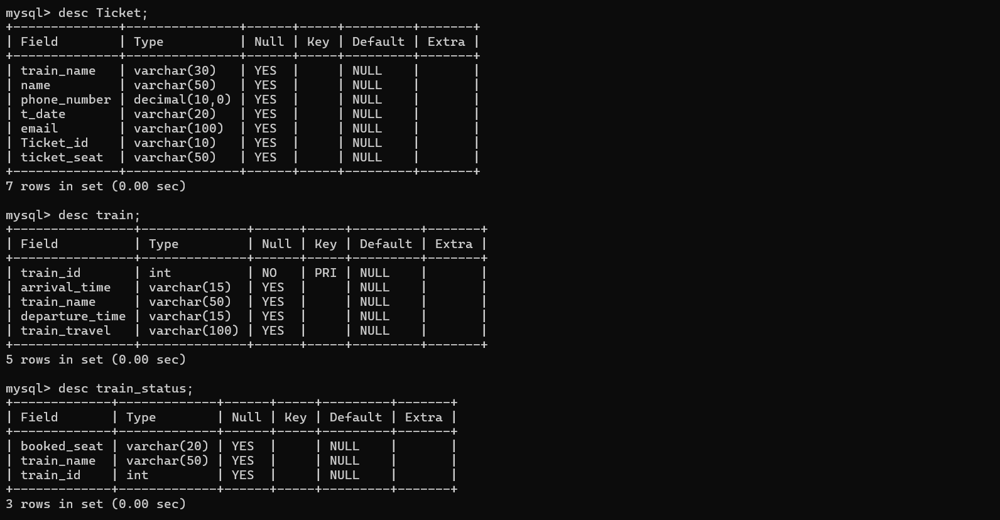 mysql> desc Ticket;
+--------------+---------------+------+-----+---------+-------+
| Field        | Type          | Null | Key | Default | Extra |
+--------------+---------------+------+-----+---------+-------+
| train_name   | varchar(30)   | YES  |     | NULL    |       |
| name         | varchar(50)   | YES  |     | NULL    |       |
| phone_number | decimal(10,0) | YES  |     | NULL    |       |
| t_date       | varchar(20)   | YES  |     | NULL    |       |
| email        | varchar(100)  | YES  |     | NULL    |       |
| Ticket_id    | varchar(10)   | YES  |     | NULL    |       |
| ticket_seat  | varchar(50)   | YES  |     | NULL    |       |
+--------------+---------------+------+-----+---------+-------+
7 rows in set (0.00 sec)

mysql> desc train;
+----------------+--------------+------+-----+---------+-------+
| Field          | Type         | Null | Key | Default | Extra |
+----------------+--------------+------+-----+---------+-------+
| train_id       | int          | NO   | PRI | NULL    |       |
| arrival_time   | varchar(15)  | YES  |     | NULL    |       |
| train_name     | varchar(50)  | YES  |     | NULL    |       |
| departure_time | varchar(15)  | YES  |     | NULL    |       |
| train_travel   | varchar(100) | YES  |     | NULL    |       |
+----------------+--------------+------+-----+---------+-------+
5 rows in set (0.00 sec)

mysql> desc train_status;
+-------------+-------------+------+-----+---------+-------+
| Field       | Type        | Null | Key | Default | Extra |
+-------------+-------------+------+-----+---------+-------+
| booked_seat | varchar(20) | YES  |     | NULL    |       |
| train_name  | varchar(50) | YES  |     | NULL    |       |
| train_id    | int         | YES  |     | NULL    |       |
+-------------+-------------+------+-----+---------+-------+
3 rows in set (0.00 sec)